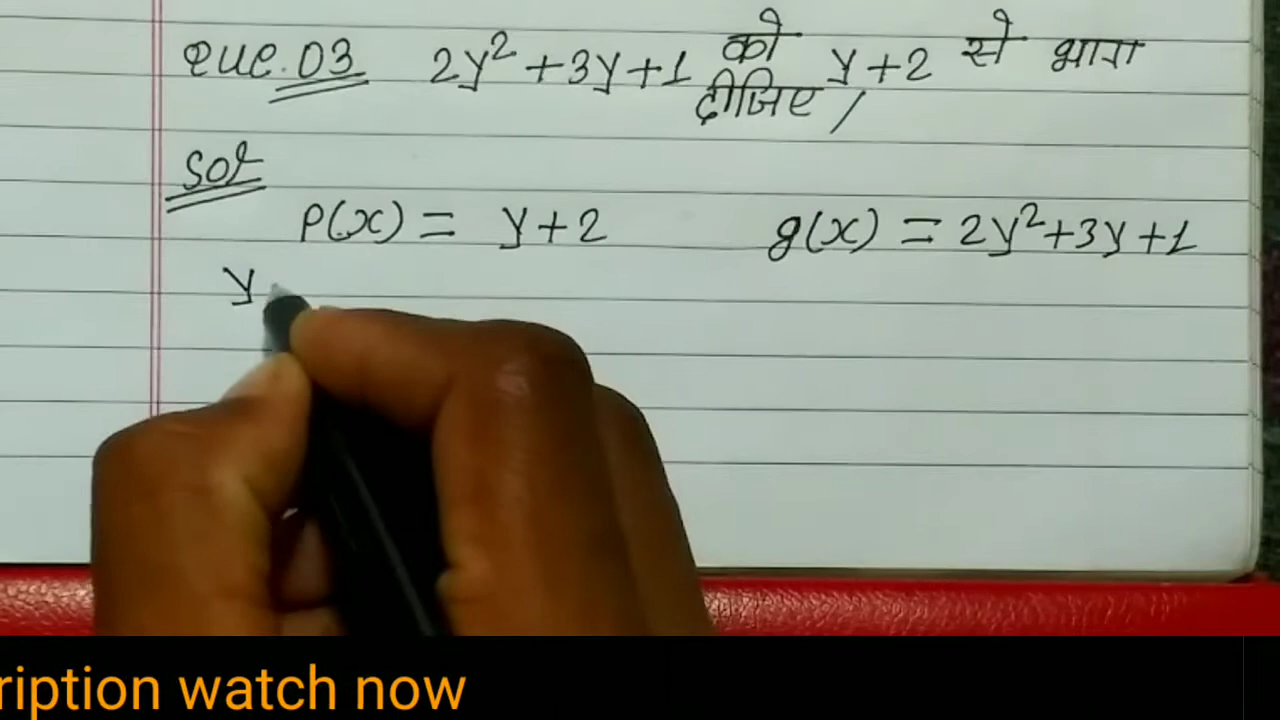 Que.03 2y²+3y+1 को y+2 से भाग
दीजिए /
Sol
P(x) = y+2 g(x) = 2y²+3y+1
y
ription watch now